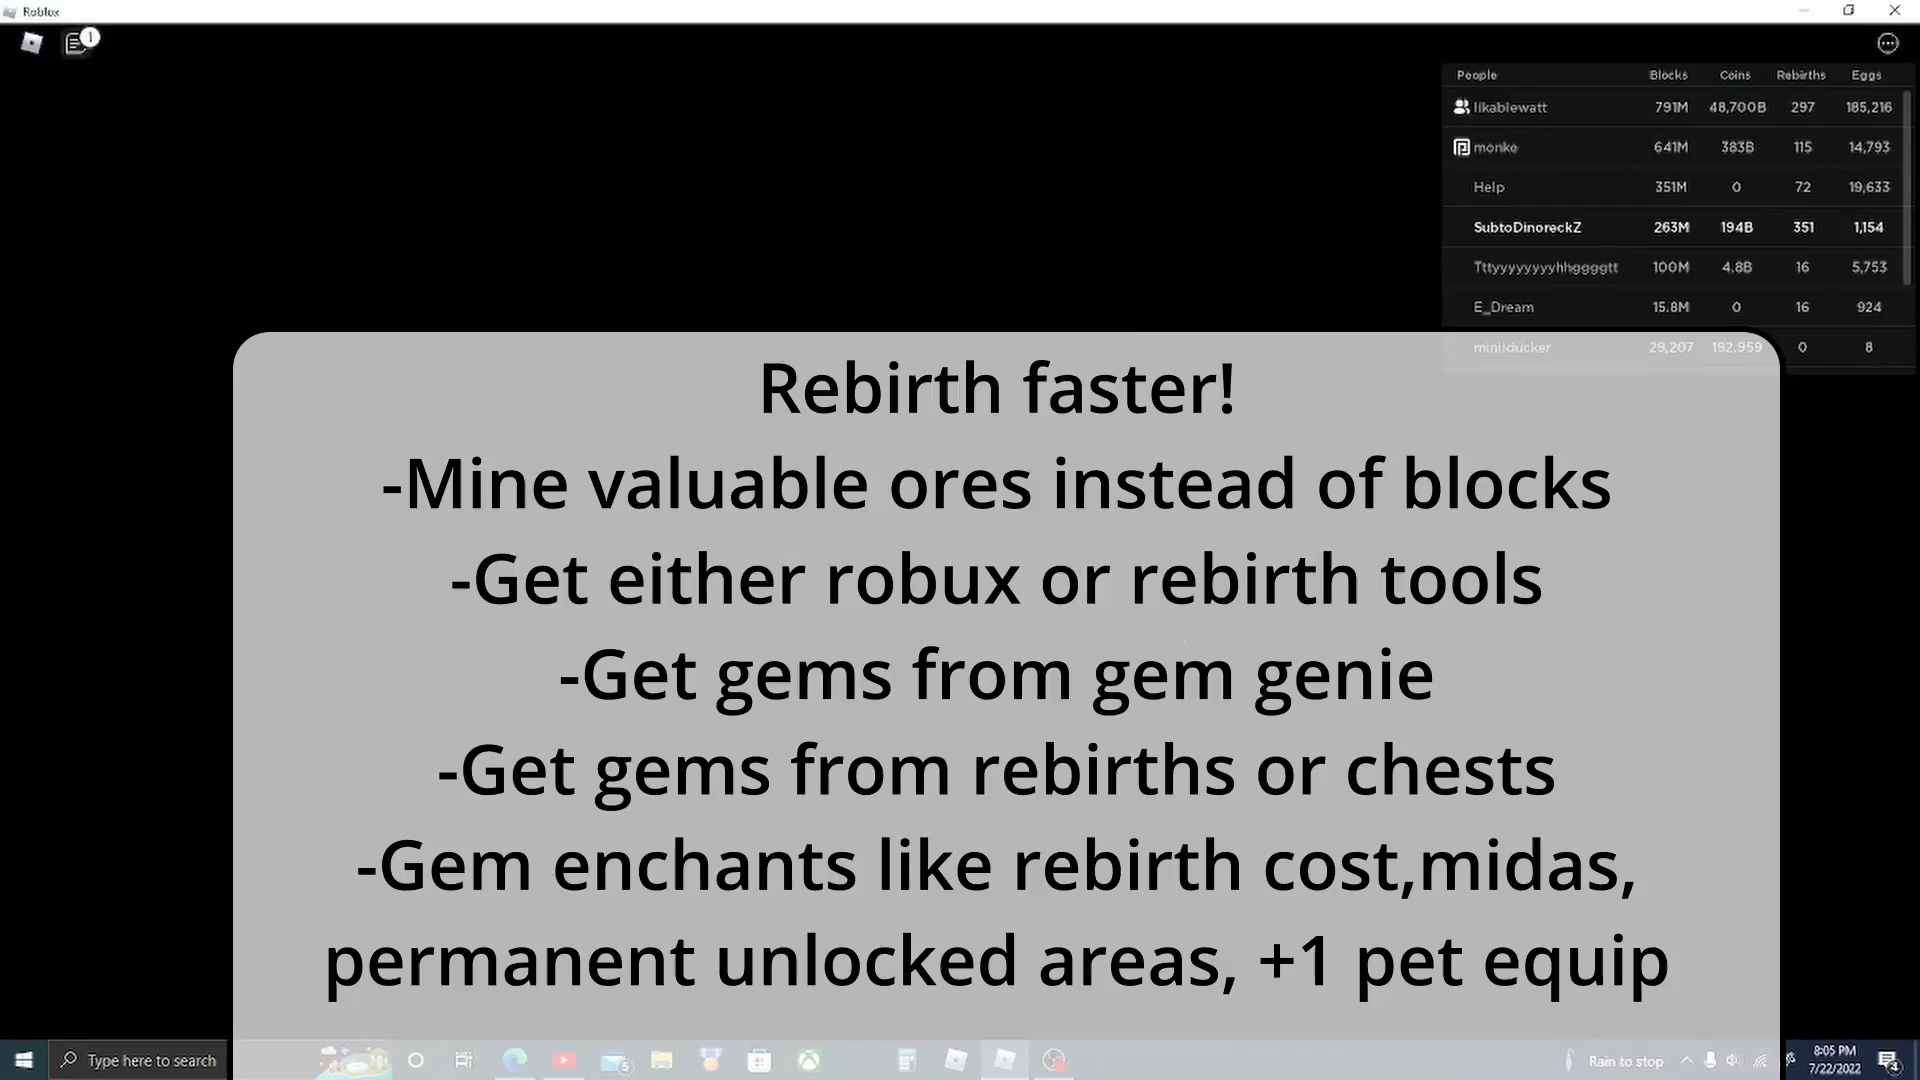 Roblox
1
People Blocks Coins Rebirths Eggs
likablewatt 791M 48,700B 297 185,216
monke 641M 383B 115 14,793
Help 351M 0 72 19,633
SubtoDinoreckZ 263M 194B 351 1,154
Tttyyyyyyyyhhggggtt 100M 4.8B 16 5,753
E_Dream 15.8M 0 16 924
miniiducker 29,207 192,959 0 8
Rebirth faster!
-Mine valuable ores instead of blocks
-Get either robux or rebirth tools
-Get gems from gem genie
-Get gems from rebirths or chests
-Gem enchants like rebirth cost,midas,
permanent unlocked areas, +1 pet equip
Type here to search
5
Rain to stop
8:05 PM
7/22/2022
4